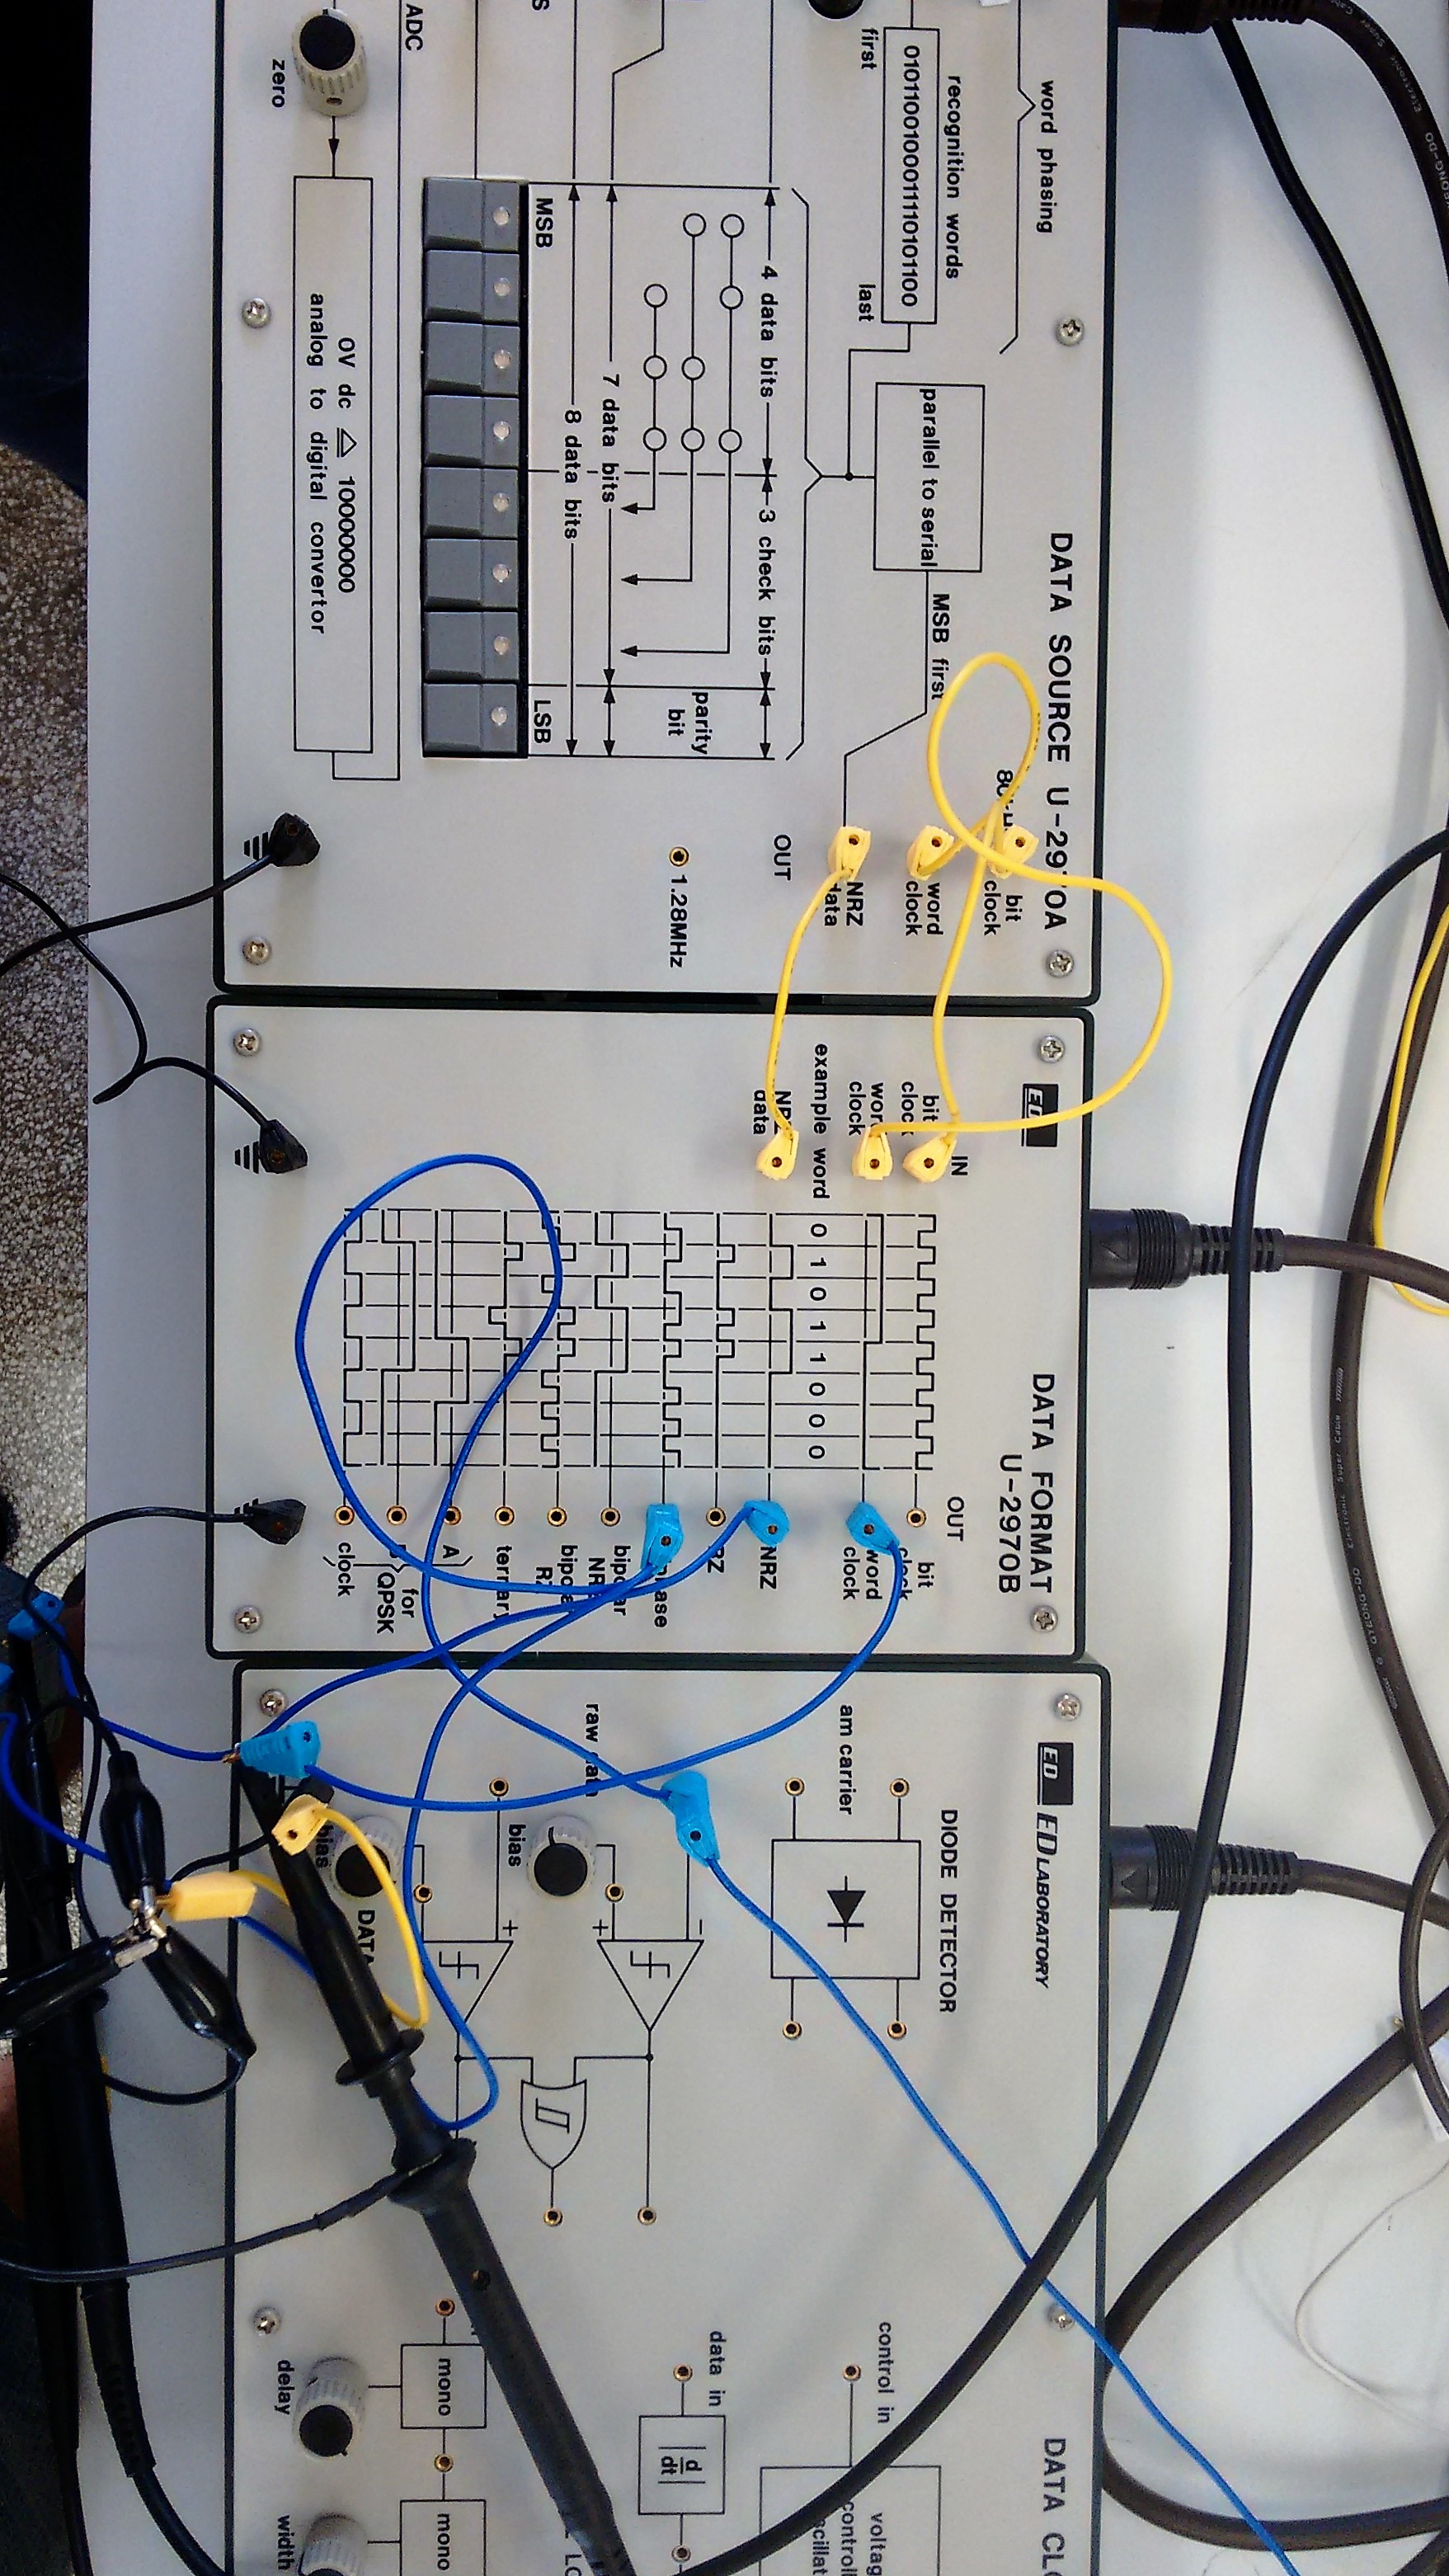 DATA SOURCE U-2970A
word phasing
recognition words
0101100100011110101100
first
last
parallel to serial
MSB first
4 data bits
3 check bits
7 data bits
8 data bits
parity
bit
MSB
LSB
ADC
zero
0V dc ≙ 10000000
analog to digital convertor
bit
clock
word
clock
NRZ
data
OUT
1.28MHz
ED
DATA FORMAT
U-2970B
IN
OUT
bit
clock
word
clock
example word
0 1 0 1 1 0 0 0
NRZ
data
bit
clock
word
clock
NRZ
RZ
bipolar
NRZ
bipolar
RZ
ternary
A
for
QPSK
clock
ED ED LABORATORY
DIODE DETECTOR
am carrier
bias
bias
DATA
DATA
control in
data in
d
dt
mono
mono
delay
width